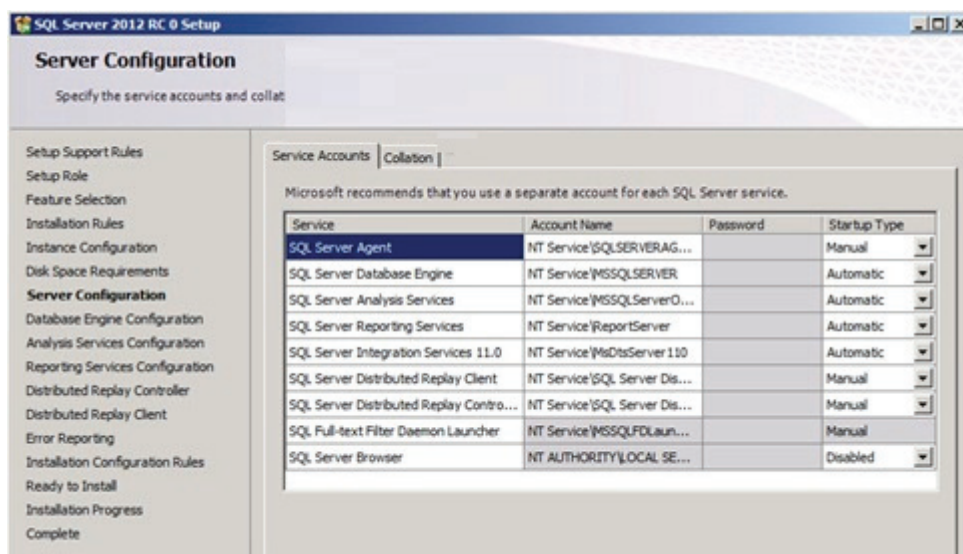 SQL Server 2012 RC 0 Setup
Server Configuration
Specify the service accounts and collat
Setup Support Rules
Setup Role
Feature Selection
Installation Rules
Instance Configuration
Disk Space Requirements
Server Configuration
Database Engine Configuration
Analysis Services Configuration
Reporting Services Configuration
Distributed Replay Controller
Distributed Replay Client
Error Reporting
Installation Configuration Rules
Ready to Install
Installation Progress
Complete
Service Accounts Collation
Microsoft recommends that you use a separate account for each SQL Server service.
Service Account Name Password Startup Type
SQL Server Agent NT Service\SQLSERVERAG... Manual
SQL Server Database Engine NT Service\MSSQLSERVER Automatic
SQL Server Analysis Services NT Service\MSSQLServerO... Automatic
SQL Server Reporting Services NT Service\ReportServer Automatic
SQL Server Integration Services 11.0 NT Service\MsDtsServer110 Automatic
SQL Server Distributed Replay Client NT Service\SQL Server Dis... Manual
SQL Server Distributed Replay Contro... NT Service\SQL Server Dis... Manual
SQL Full-text Filter Daemon Launcher NT Service\MSSQLFDLaun... Manual
SQL Server Browser NT AUTHORITY\LOCAL SE... Disabled